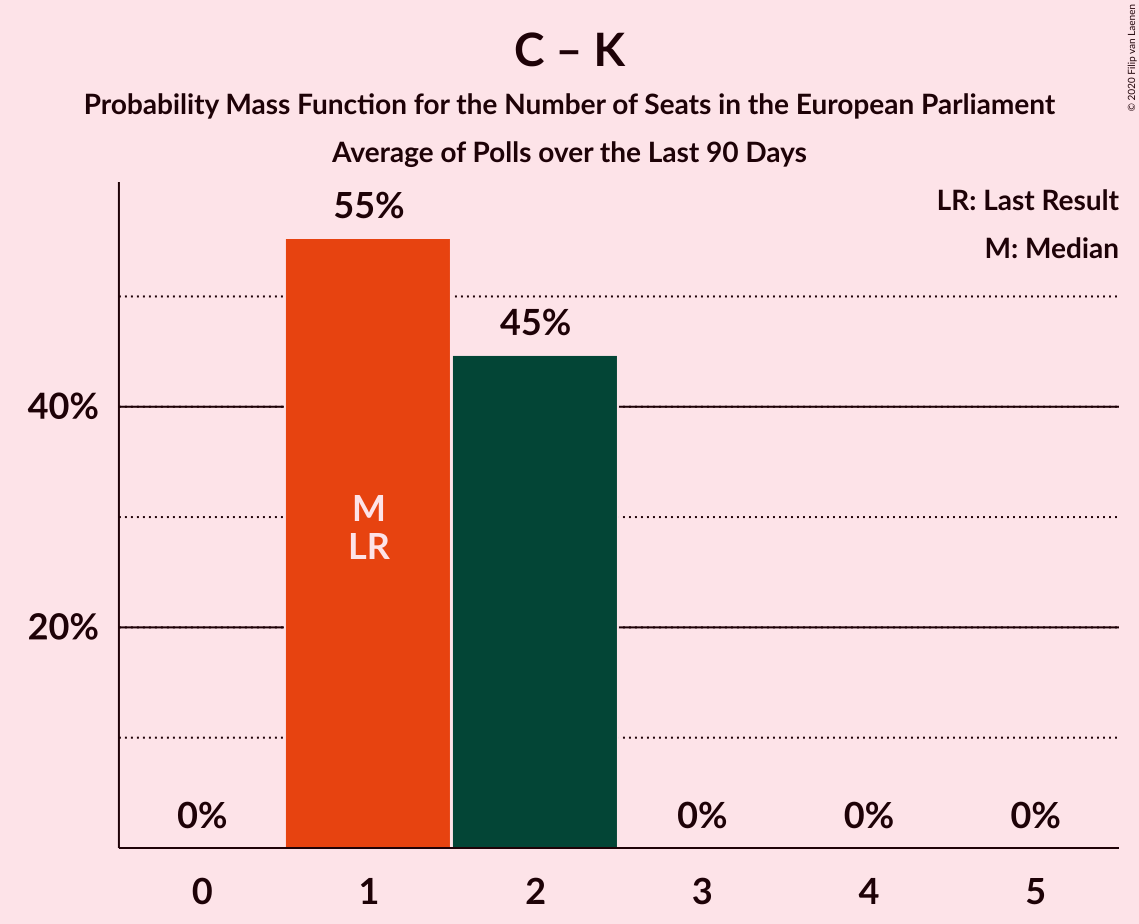 C – K
Probability Mass Function for the Number of Seats in the European Parliament
Average of Polls over the Last 90 Days
© 2020 Filip van Laenen
LR: Last Result
M: Median
55%
45%
40%
20%
M
LR
0%
0%
0%
0%
0
1
2
3
4
5